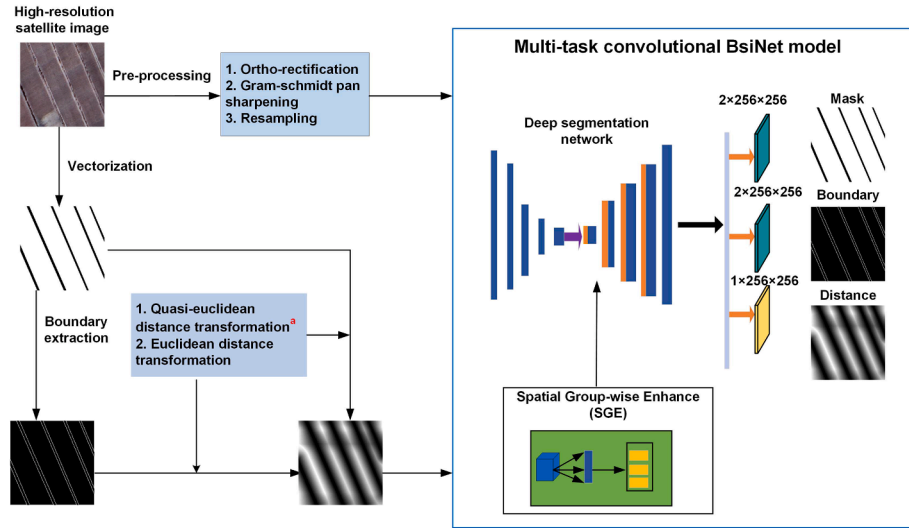 High-resolution
satellite image
Pre-processing
1. Ortho-rectification
2. Gram-schmidt pan
sharpening
3. Resampling
Vectorization
Boundary
extraction
1. Quasi-euclidean
distance transformationᵃ
2. Euclidean distance
transformation
Multi-task convolutional BsiNet model
Deep segmentation
network
2×256×256
Mask
2×256×256
Boundary
1×256×256
Distance
Spatial Group-wise Enhance
(SGE)